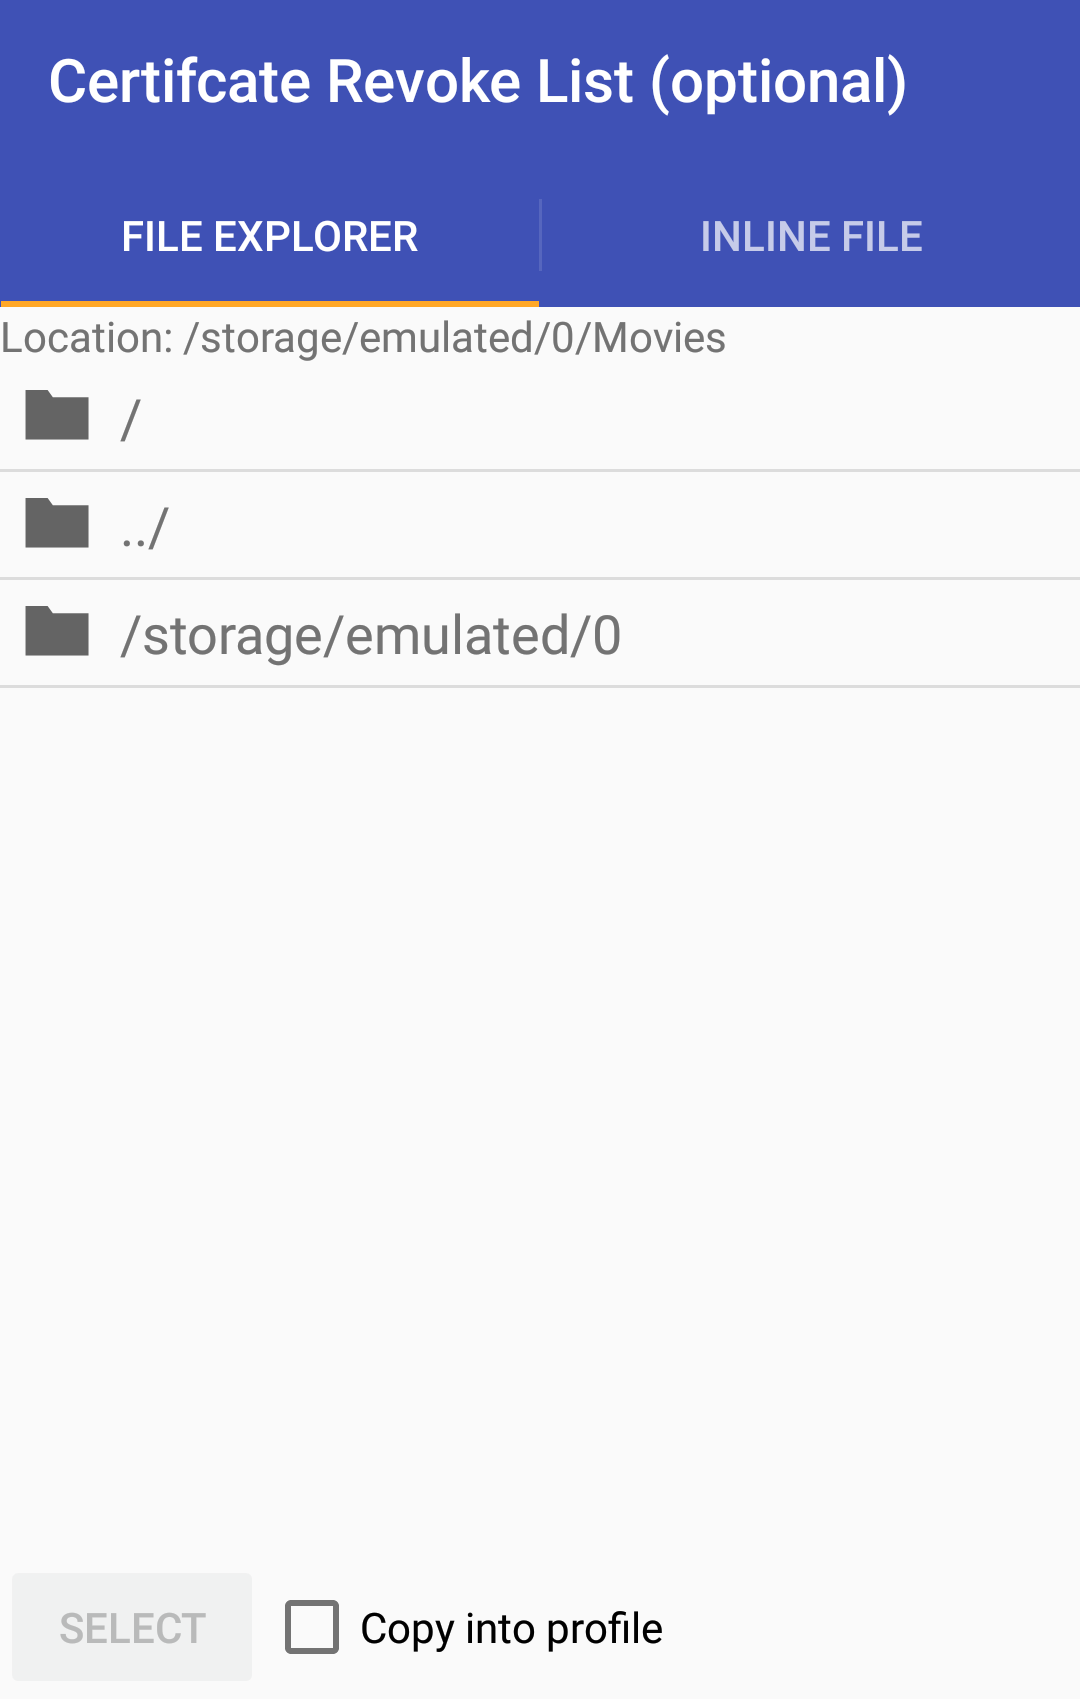 Certifcate Revoke List (optional)
FILE EXPLORER
INLINE FILE
Location: /storage/emulated/0/Movies
/
../
/storage/emulated/0
SELECT
Copy into profile